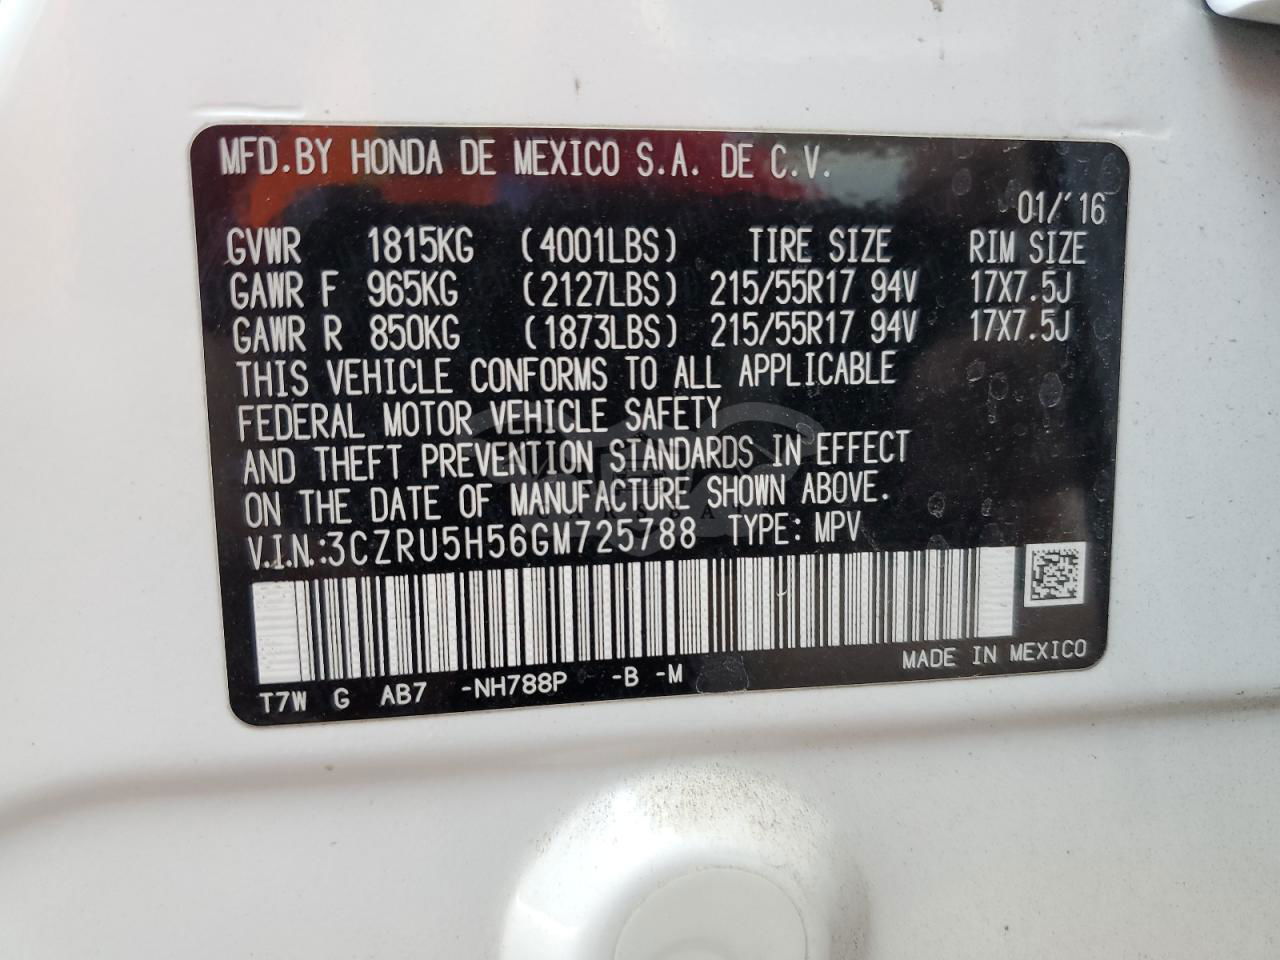 MFD.BY HONDA DE MEXICO S.A. DE C.V.
01/'16
GVWR 1815KG (4001LBS) TIRE SIZE RIM SIZE
GAWR F 965KG (2127LBS) 215/55R17 94V 17X7.5J
GAWR R 850KG (1873LBS) 215/55R17 94V 17X7.5J
THIS VEHICLE CONFORMS TO ALL APPLICABLE
FEDERAL MOTOR VEHICLE SAFETY
AND THEFT PREVENTION STANDARDS IN EFFECT
ON THE DATE OF MANUFACTURE SHOWN ABOVE.
V.I.N.:3CZRU5H56GM725788 TYPE: MPV
MADE IN MEXICO
T7W G AB7 -NH788P -B -M